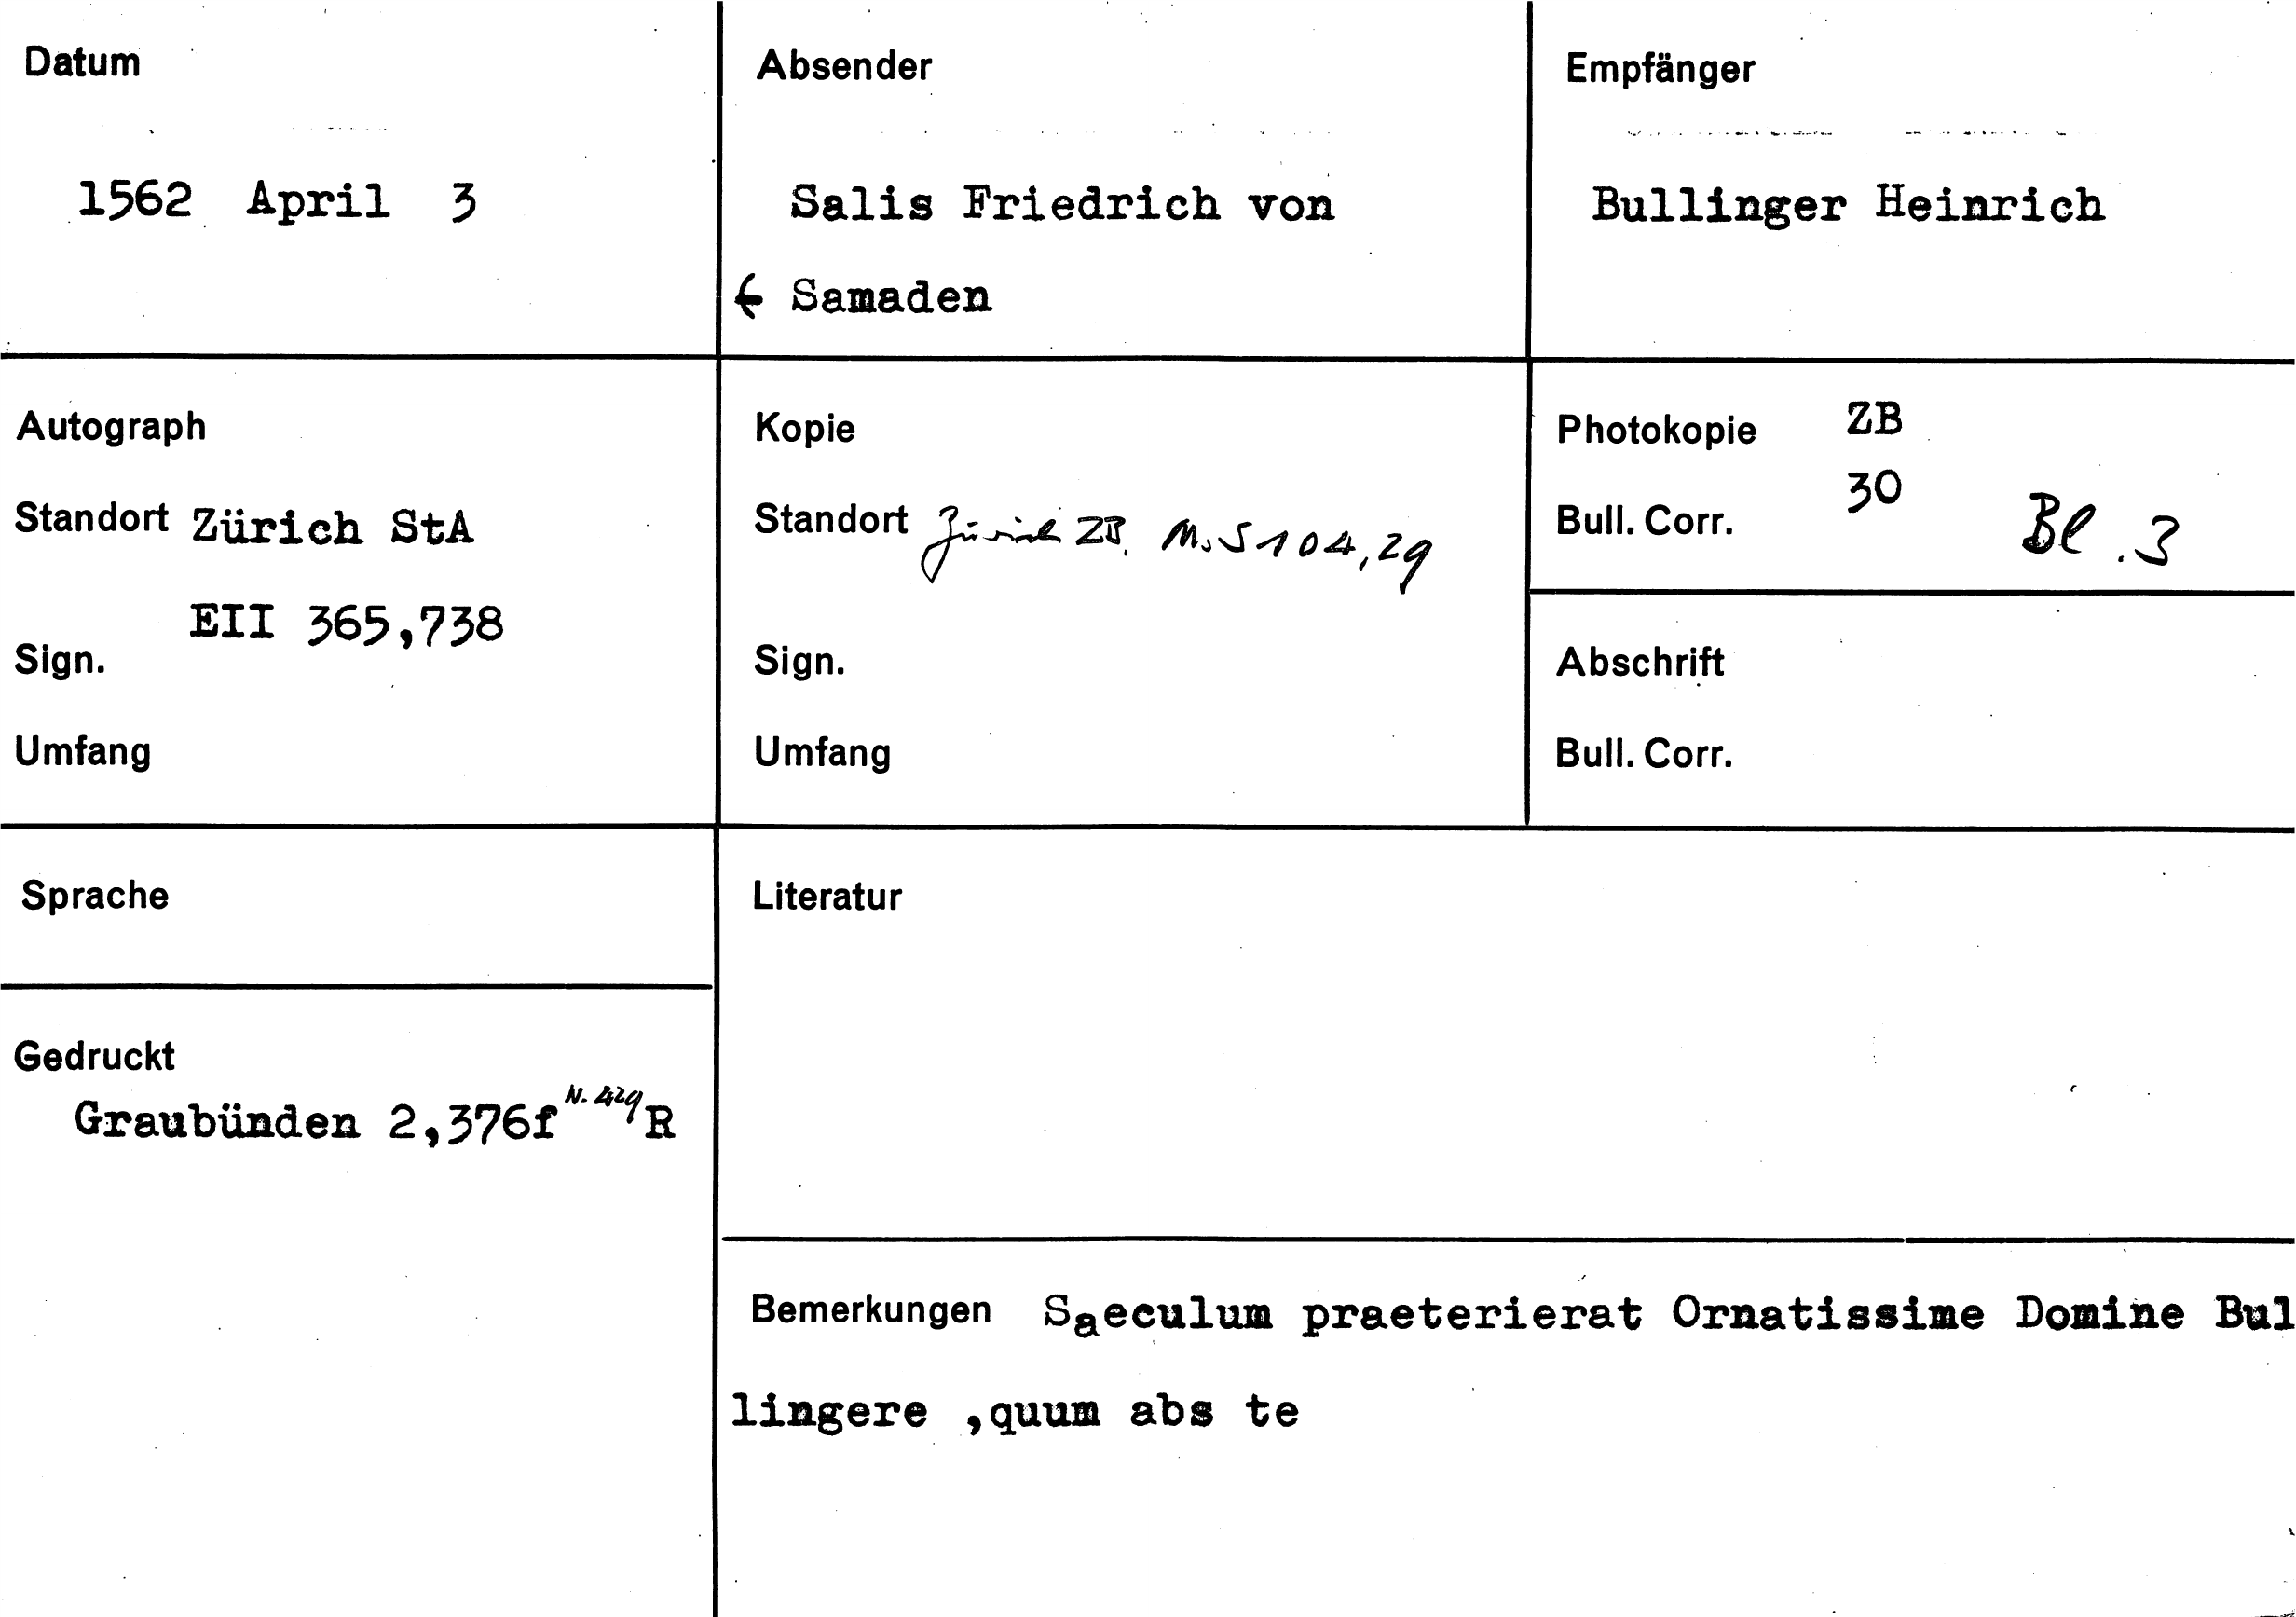 Datum
1562 April 3
Absender
Salis Friedrich von
← Samaden
Empfänger
Bullinger Heinrich
Autograph
Standort Zürich StA
EII 365,738
Sign.
Umfang
Kopie
Standort Zürich ZB, Ms S 104, 29
Sign.
Umfang
Photokopie ZB
Bull. Corr. 30 Bl. 3
Abschrift
Bull. Corr.
Sprache
Gedruckt
Graubünden 2,376f N. 429 R
Literatur
Bemerkungen Saeculum praeterierat Ornatissime Domine Bul
lingere ,quum abs te